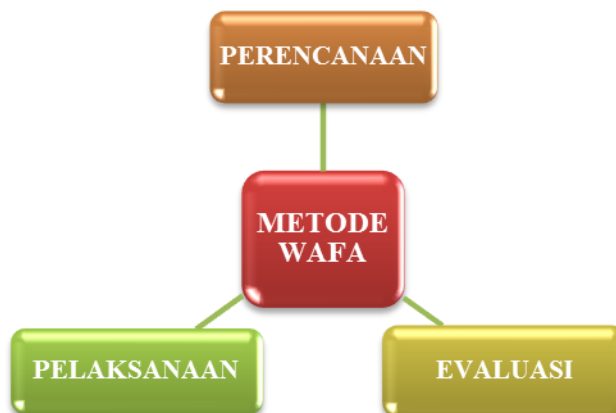 PERENCANAAN
METODE
WAFA
PELAKSANAAN
EVALUASI